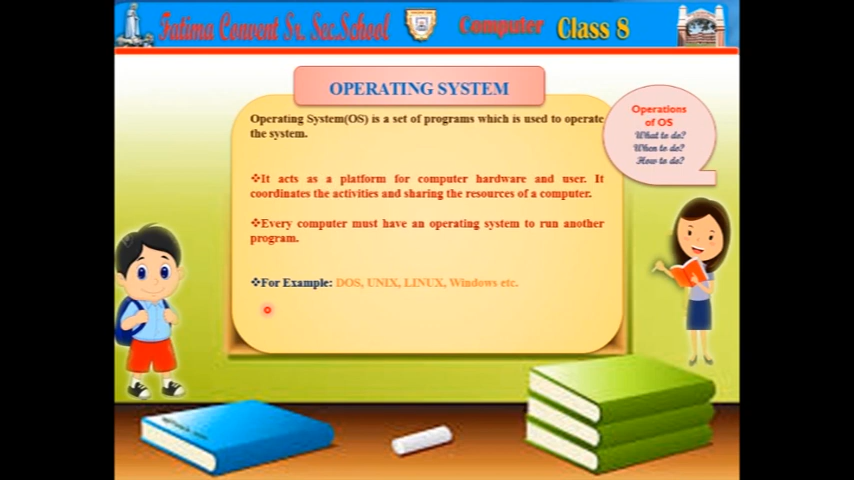 Fatima Convent Sr. Sec.School Computer Class 8
OPERATING SYSTEM
Operating System(OS) is a set of programs which is used to operate
the system.
❖It acts as a platform for computer hardware and user. It
coordinates the activities and sharing the resources of a computer.
❖Every computer must have an operating system to run another
program.
❖For Example: DOS, UNIX, LINUX, Windows etc.
Operations
of OS
What to do?
When to do?
How to do?